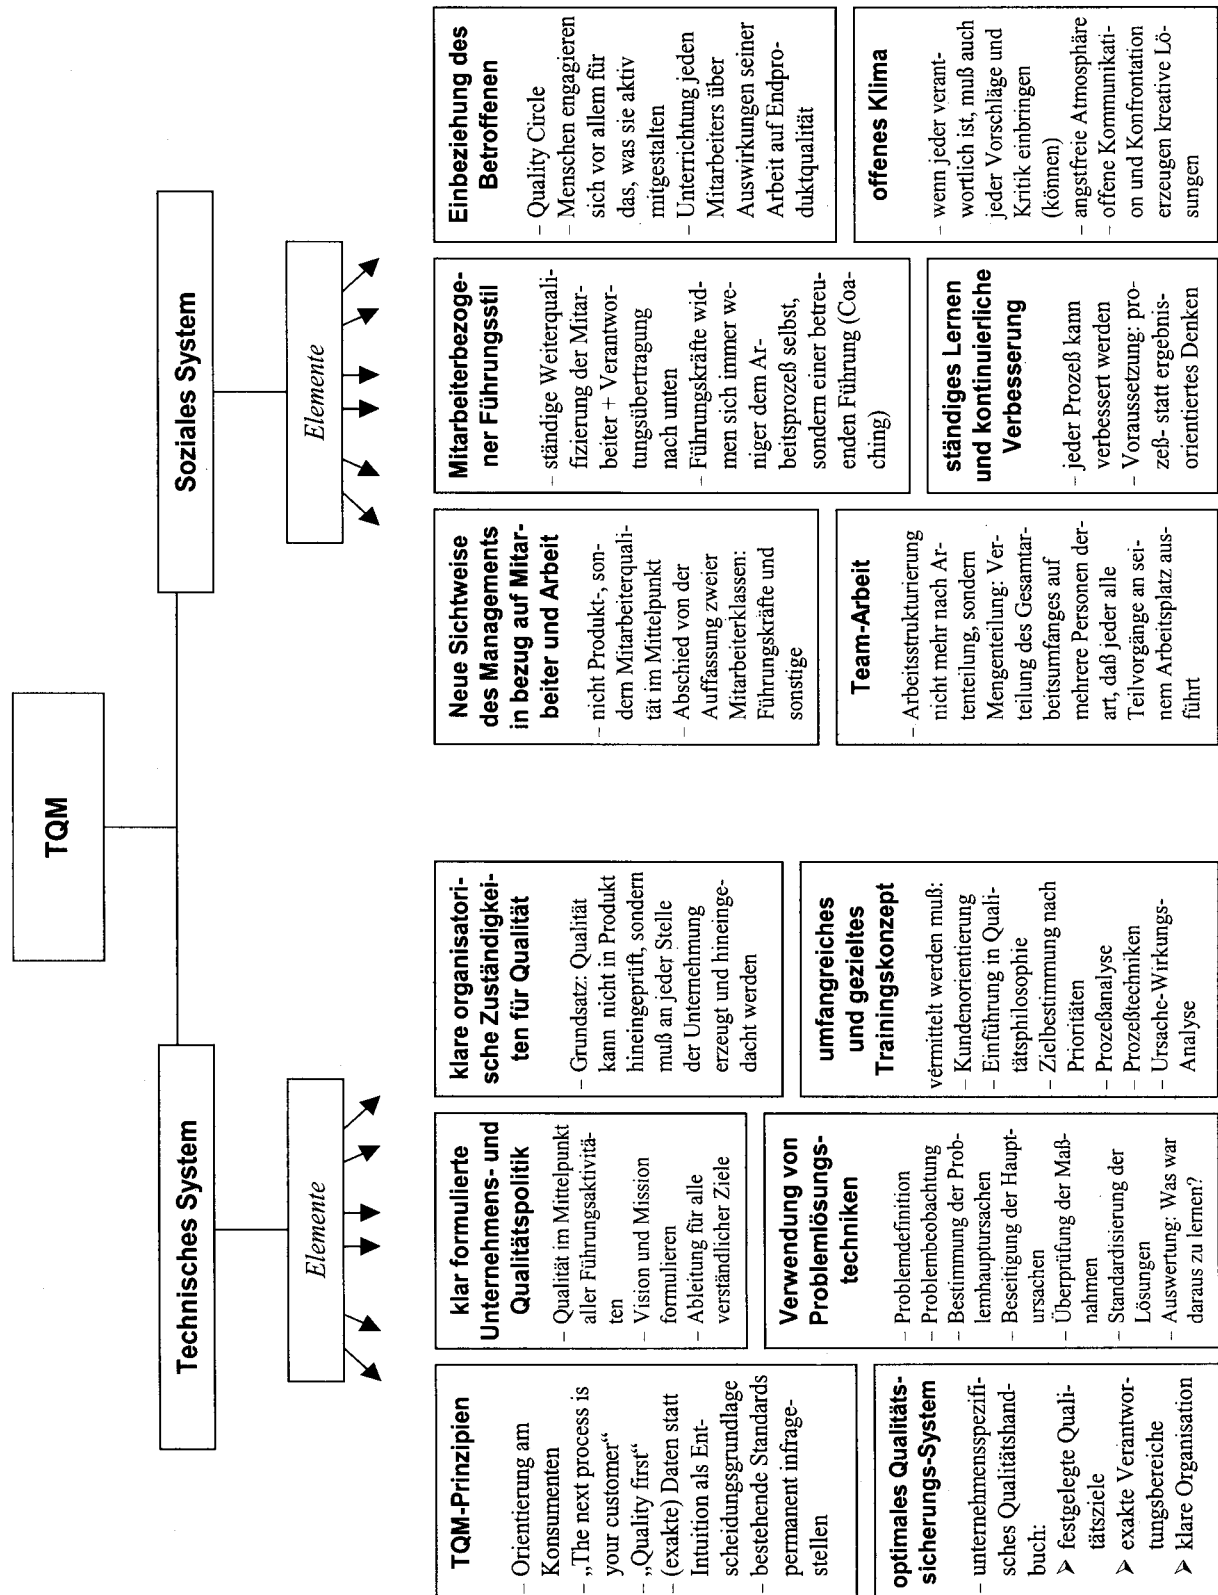 TQM
Technisches System
Soziales System
Elemente
Elemente
TQM-Prinzipien
– Orientierung am
Konsumenten
– „The next process is
your customer“
– „Quality first“
– (exakte) Daten statt
Intuition als Ent-
scheidungsgrundlage
– bestehende Standards
permanent infrage-
stellen
klar formulierte
Unternehmens- und
Qualitätspolitik
– Qualität im Mittelpunkt
aller Führungsaktivitä-
ten
– Vision und Mission
formulieren
– Ableitung für alle
verständlicher Ziele
klare organisatori-
sche Zuständigkei-
ten für Qualität
– Grundsatz: Qualität
kann nicht in Produkt
hineingeprüft, sondern
muß an jeder Stelle
der Unternehmung
erzeugt und hineinge-
dacht werden
Neue Sichtweise
des Managements
in bezug auf Mitar-
beiter und Arbeit
– nicht Produkt-, son-
dern Mitarbeiterquali-
tät im Mittelpunkt
– Abschied von der
Auffassung zweier
Mitarbeiterklassen:
Führungskräfte und
sonstige
Mitarbeiterbezoge-
ner Führungsstil
– ständige Weiterquali-
fizierung der Mitar-
beiter + Verantwor-
tungsübertragung
nach unten
– Führungskräfte wid-
men sich immer we-
niger dem Ar-
beitsprozeß selbst,
sondern einer betreu-
enden Führung (Coa-
ching)
Einbeziehung des
Betroffenen
– Quality Circle
– Menschen engagieren
sich vor allem für
das, was sie aktiv
mitgestalten
– Unterrichtung jeden
Mitarbeiters über
Auswirkungen seiner
Arbeit auf Endpro-
duktqualität
optimales Qualitäts-
sicherungs-System
– unternehmensspezifi-
sches Qualitätshand-
buch:
➤ festgelegte Quali-
tätsziele
➤ exakte Verantwor-
tungsbereiche
➤ klare Organisation
Verwendung von
Problemlösungs-
techniken
– Problemdefinition
– Problembeobachtung
– Bestimmung der Prob-
lemhauptursachen
– Beseitigung der Haupt-
ursachen
– Überprüfung der Maß-
nahmen
– Standardisierung der
Lösungen
– Auswertung: Was war
daraus zu lernen?
umfangreiches
und gezieltes
Trainingskonzept
vermittelt werden muß:
– Kundenorientierung
– Einführung in Quali-
tätsphilosophie
– Zielbestimmung nach
Prioritäten
– Prozeßanalyse
– Prozeßtechniken
– Ursache-Wirkungs-
Analyse
Team-Arbeit
– Arbeitsstrukturierung
nicht mehr nach Ar-
tenteilung, sondern
Mengenteilung: Ver-
teilung des Gesamtar-
beitsumfanges auf
mehrere Personen der-
art, daß jeder alle
Teilvorgänge an sei-
nem Arbeitsplatz aus-
führt
ständiges Lernen
und kontinuierliche
Verbesserung
– jeder Prozeß kann
verbessert werden
– Voraussetzung: pro-
zeß- statt ergebnis-
orientiertes Denken
offenes Klima
– wenn jeder verant-
wortlich ist, muß auch
jeder Vorschläge und
Kritik einbringen
(können)
– angstfreie Atmosphäre
– offene Kommunikati-
on und Konfrontation
erzeugen kreative Lö-
sungen